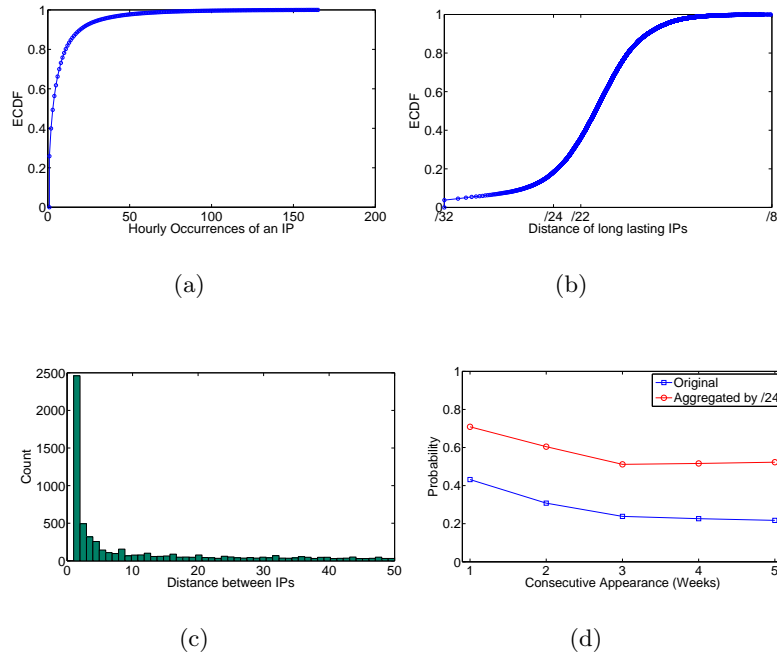 1
0.8
0.6
0.4
0.2
0
ECDF
0 50 100 150 200
Hourly Occurrences of an IP
(a)
1
0.8
0.6
0.4
0.2
0
ECDF
/32 /24 /22 /8
Distance of long lasting IPs
(b)
2500
2000
1500
1000
500
0
Count
0 10 20 30 40 50
Distance between IPs
(c)
1
0.8
0.6
0.4
0.2
0
Probability
Original
Aggregated by /24
1 2 3 4 5
Consecutive Appearance (Weeks)
(d)